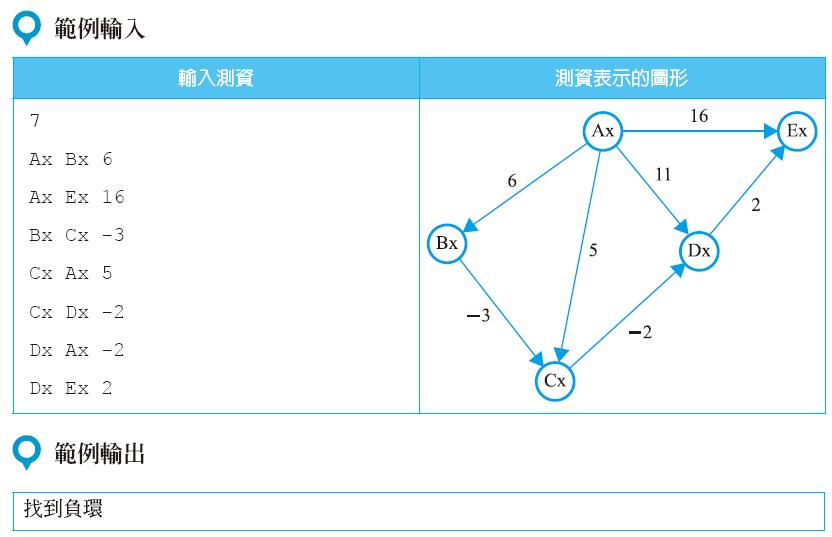 範例輸入
輸入測資
測資表示的圖形
7
Ax Bx 6
Ax Ex 16
Bx Cx -3
Cx Ax 5
Cx Dx -2
Dx Ax -2
Dx Ex 2
Ax
16
Ex
6
11
2
Bx
5
Dx
−3
−2
Cx
範例輸出
找到負環